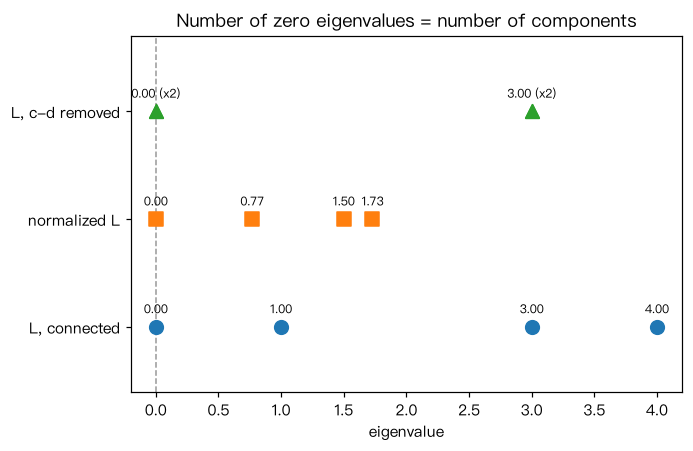 Number of zero eigenvalues = number of components
L, c–d removed
0.00 (x2) 3.00 (x2)
normalized L
0.00 0.77 1.50 1.73
L, connected
0.00 1.00 3.00 4.00
0.0 0.5 1.0 1.5 2.0 2.5 3.0 3.5 4.0
eigenvalue